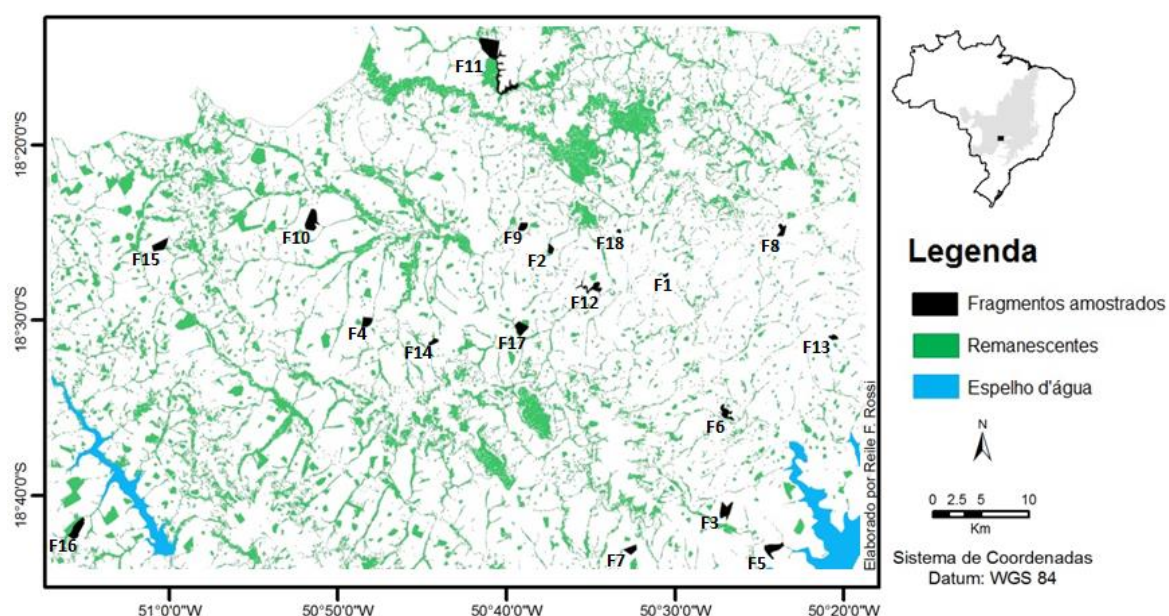 F11
18°20'0"S
F10
F15
F9
F18
F2
F8
F1
F12
18°30'0"S
F4
F14
F17
F13
F6
18°40'0"S
F3
F16
F7
F5
51°0'0"W
50°50'0"W
50°40'0"W
50°30'0"W
50°20'0"W
Elaborado por Reile F. Rossi
Legenda
Fragmentos amostrados
Remanescentes
Espelho d'água
N
0 2.5 5 10
Km
Sistema de Coordenadas
Datum: WGS 84